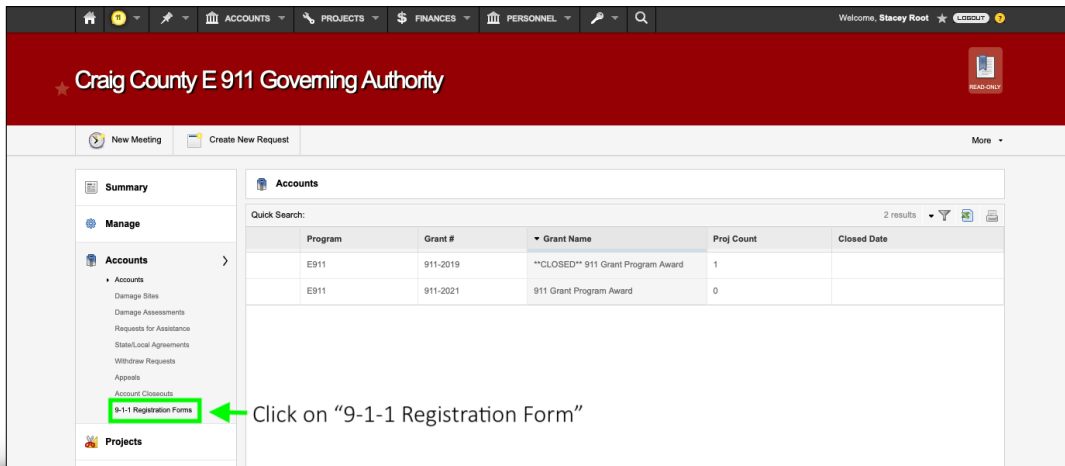 11 ACCOUNTS PROJECTS $ FINANCES PERSONNEL Welcome, Stacey Root LOGOUT ?
Craig County E 911 Governing Authority
READ-ONLY
New Meeting Create New Request More
Summary
Manage
Accounts
Accounts
Damage Sites
Damage Assessments
Requests for Assistance
State/Local Agreements
Withdraw Requests
Appeals
Account Closeouts
9-1-1 Registration Forms
Projects
Accounts
Quick Search: 2 results
Program Grant # Grant Name Proj Count Closed Date
E911 911-2019 **CLOSED** 911 Grant Program Award 1
E911 911-2021 911 Grant Program Award 0
Click on “9-1-1 Registration Form”